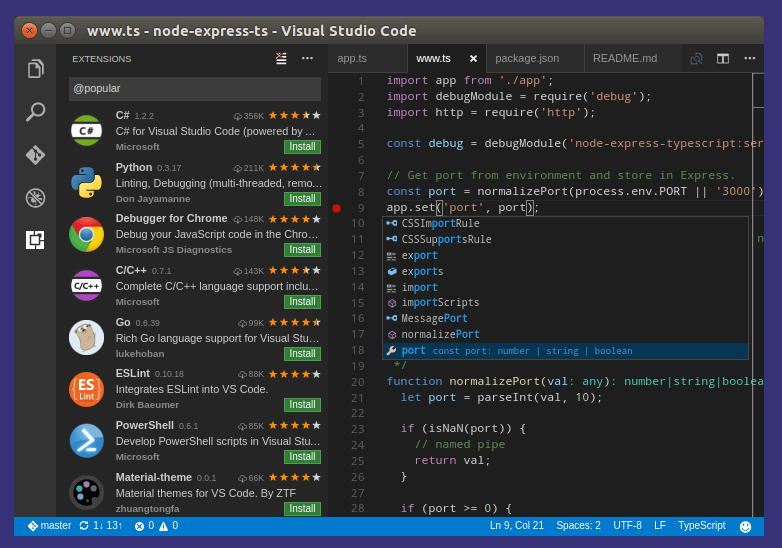 www.ts - node-express-ts - Visual Studio Code
EXTENSIONS
@popular
C# 1.2.2 356K
C# for Visual Studio Code (powered by ...
Microsoft Install
Python 0.3.17 211K
Linting, Debugging (multi-threaded, remo...
Don Jayamanne Install
Debugger for Chrome 148K
Debug your JavaScript code in the Chro...
Microsoft JS Diagnostics Install
C/C++ 0.7.1 143K
Complete C/C++ language support inclu...
Microsoft Install
Go 0.6.39 99K
Rich Go language support for Visual Stu...
lukehoban Install
ESLint 0.10.18 88K
Integrates ESLint into VS Code.
Dirk Baeumer Install
PowerShell 0.6.1 85K
Develop PowerShell scripts in Visual Stu...
Microsoft Install
Material-theme 0.0.1 66K
Material themes for VS Code. By ZTF
zhuangtongfa Install
C#
C/C++
ES
Lint
app.ts www.ts package.json README.md
1 import app from './app';
2 import debugModule = require('debug');
3 import http = require('http');
4
5 const debug = debugModule('node-express-typescript:ser
6
7 // Get port from environment and store in Express.
8 const port = normalizePort(process.env.PORT || '3000')
9 app.set('port', port);
10 CSSImportRule
11 CSSSupportsRule n
12 export
13 exports
14 import
15 importScripts
16 MessagePort
17 normalizePort
18 port const port: number | string | boolean
19 */
20 function normalizePort(val: any): number|string|boolea
21 let port = parseInt(val, 10);
22
23 if (isNaN(port)) {
24 // named pipe
25 return val;
26 }
27
28 if (port >= 0) {
master 1↓ 13↑ 0 0 Ln 9, Col 21 Spaces: 2 UTF-8 LF TypeScript